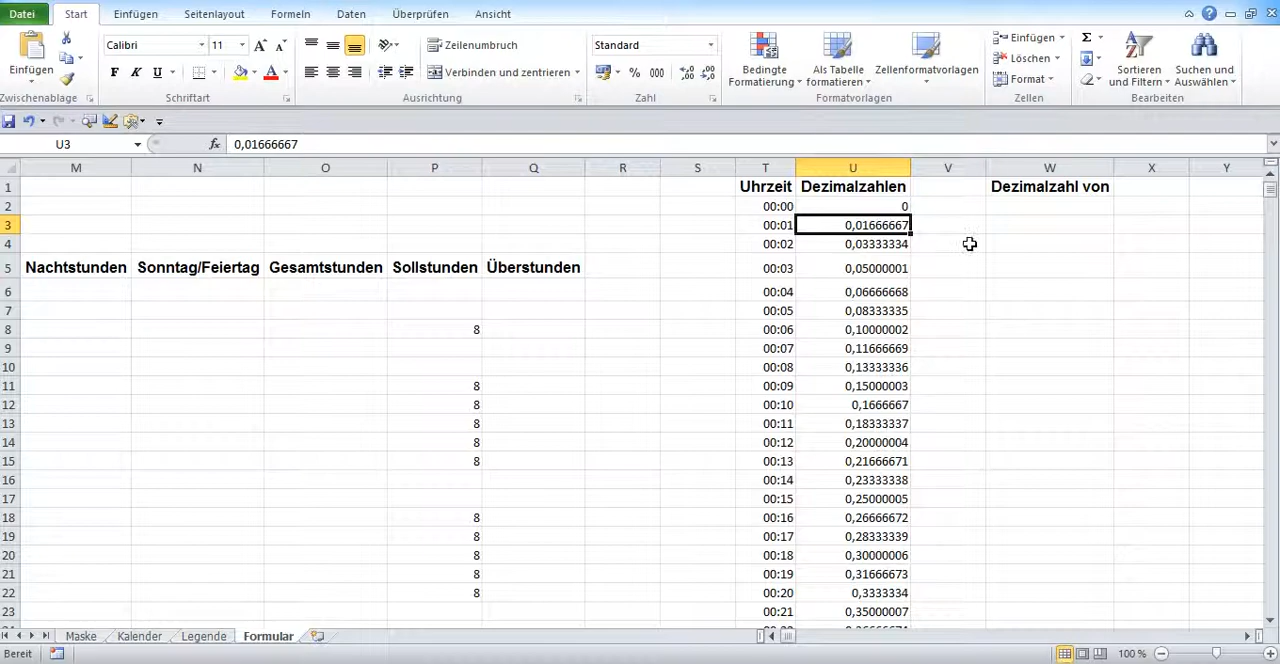 Datei Start Einfügen Seitenlayout Formeln Daten Überprüfen Ansicht
Calibri 11 A A Zeilenumbruch Standard Einfügen Σ
Einfügen F K U A Verbinden und zentrieren % 000 Bedingte Formatierung Als Tabelle formatieren Zellenformatvorlagen Löschen Format Sortieren und Filtern Suchen und Auswählen
Zwischenablage Schriftart Ausrichtung Zahl Formatvorlagen Zellen Bearbeiten
U3 fx 0,01666667
M N O P Q R S T U V W X Y
1 Uhrzeit Dezimalzahlen Dezimalzahl von
2 00:00 0
3 00:01 0,01666667
4 00:02 0,03333334
5 Nachtstunden Sonntag/Feiertag Gesamtstunden Sollstunden Überstunden 00:03 0,05000001
6 00:04 0,06666668
7 00:05 0,08333335
8 8 00:06 0,10000002
9 00:07 0,11666669
10 00:08 0,13333336
11 8 00:09 0,15000003
12 8 00:10 0,1666667
13 8 00:11 0,18333337
14 8 00:12 0,20000004
15 8 00:13 0,21666671
16 00:14 0,23333338
17 00:15 0,25000005
18 8 00:16 0,26666672
19 8 00:17 0,28333339
20 8 00:18 0,30000006
21 8 00:19 0,31666673
22 8 00:20 0,3333334
23 00:21 0,35000007
Maske Kalender Legende Formular
Bereit 100 %